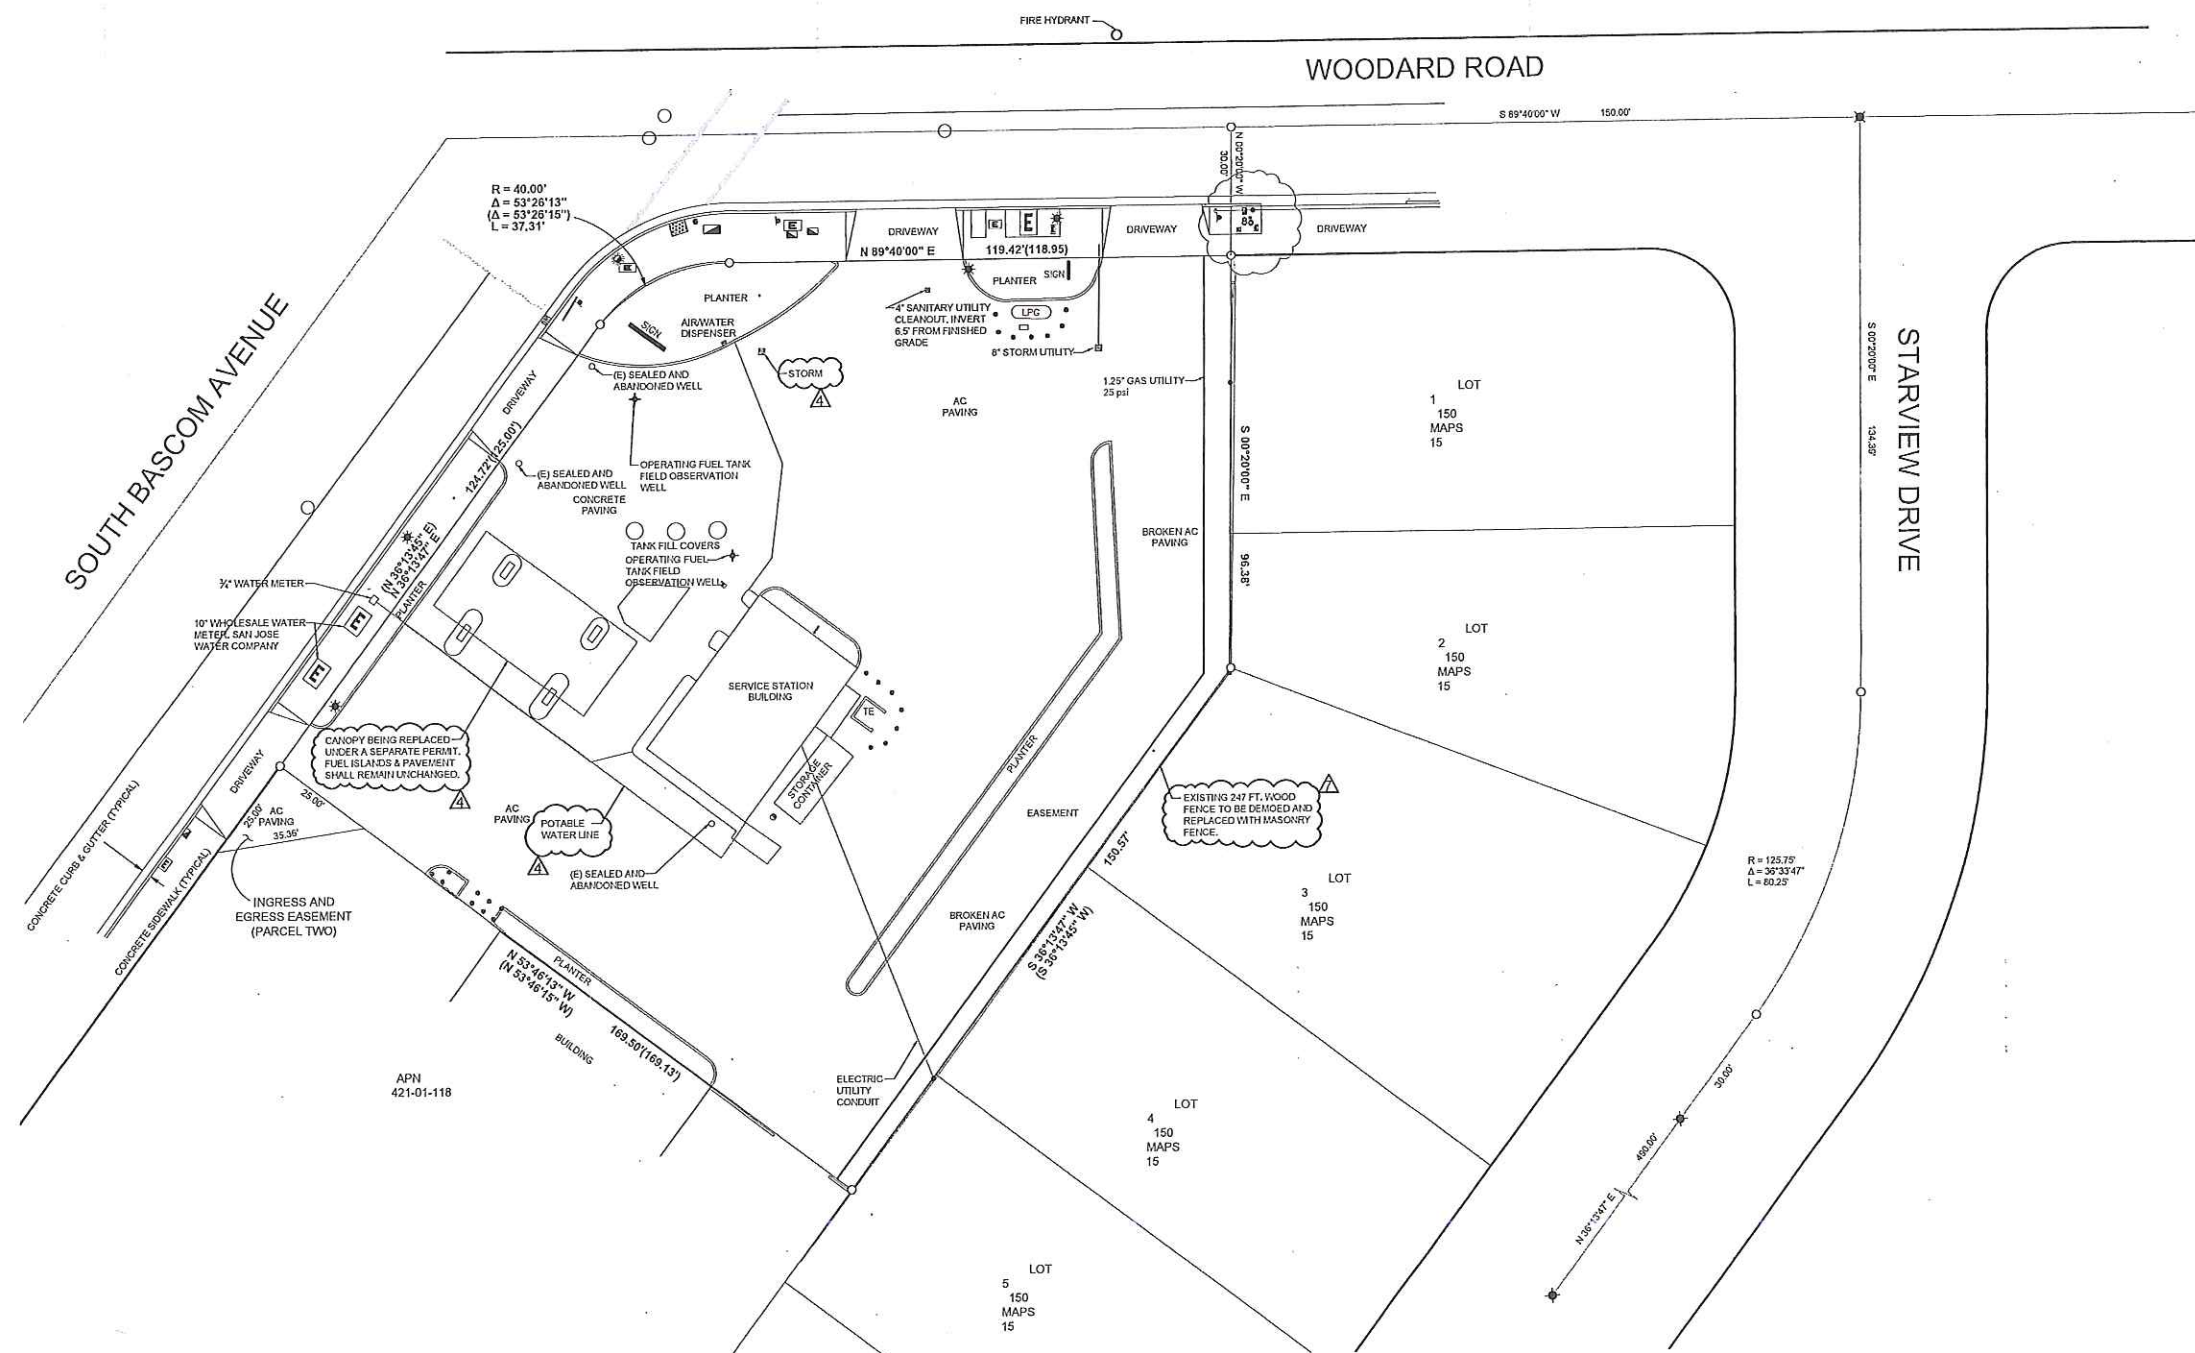 FIRE HYDRANT
WOODARD ROAD
S 89°40'00" W 150.00'
N 00°20'00" W
30.00'
R = 40.00'
Δ = 53°26'13"
(Δ = 53°26'15")
L = 37.31'
DRIVEWAY
N 89°40'00" E
119.42'(118.95)
DRIVEWAY
DRIVEWAY
E
E
E
PLANTER
SIGN
PLANTER
SIGN
AIR/WATER
DISPENSER
4" SANITARY UTILITY
CLEANOUT, INVERT
6.5' FROM FINISHED
GRADE
LPG
8" STORM UTILITY
STORM
4
(E) SEALED AND
ABANDONED WELL
1.25" GAS UTILITY
25 psi
AC
PAVING
SOUTH BASCOM AVENUE
DRIVEWAY
124.72'(125.00')
(N 36°13'45" E)
N 36°13'47" E
PLANTER
(E) SEALED AND
ABANDONED WELL
OPERATING FUEL TANK
FIELD OBSERVATION
WELL
CONCRETE
PAVING
TANK FILL COVERS
OPERATING FUEL
TANK FIELD
OBSERVATION WELL
S 00°20'00" E
96.38'
BROKEN AC
PAVING
LOT
1
150
MAPS
15
S 00°20'00" E
134.39'
STARVIEW DRIVE
¾" WATER METER
10" WHOLESALE WATER
METER, SAN JOSE
WATER COMPANY
E
E
SERVICE STATION
BUILDING
TE
STORAGE
CONTAINER
LOT
2
150
MAPS
15
CANOPY BEING REPLACED
UNDER A SEPARATE PERMIT.
FUEL ISLANDS & PAVEMENT
SHALL REMAIN UNCHANGED.
4
DRIVEWAY
25.00'
25.00'
35.36'
AC
PAVING
AC
PAVING
POTABLE
WATER LINE
4
(E) SEALED AND
ABANDONED WELL
PLANTER
EASEMENT
EXISTING 247 FT. WOOD
FENCE TO BE DEMOED AND
REPLACED WITH MASONRY
FENCE.
7
150.57'
S 36°13'47" W
(S 36°13'45" W)
CONCRETE CURB & GUTTER (TYPICAL)
CONCRETE SIDEWALK (TYPICAL)
E
INGRESS AND
EGRESS EASEMENT
(PARCEL TWO)
BROKEN AC
PAVING
LOT
3
150
MAPS
15
R = 125.75'
Δ = 36°33'47"
L = 80.25'
N 53°46'13" W
(N 53°46'15" W)
PLANTER
169.50'(169.13')
BUILDING
APN
421-01-118
ELECTRIC
UTILITY
CONDUIT
30.00'
490.00'
N 36°13'47" E
LOT
4
150
MAPS
15
LOT
5
150
MAPS
15